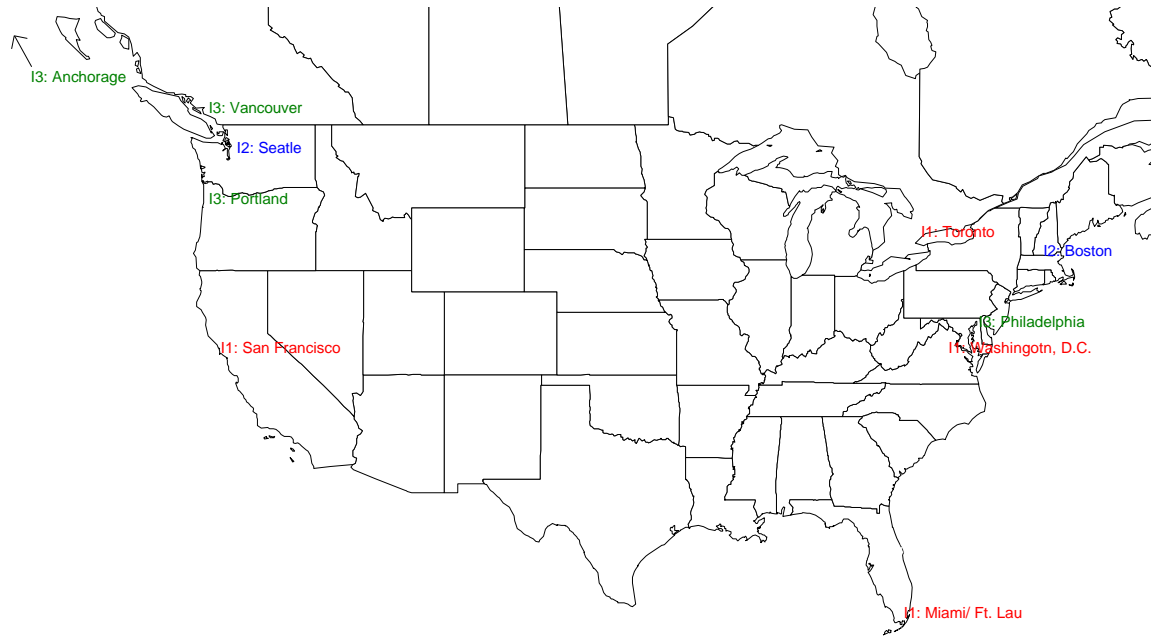 I3: Anchorage
I3: Vancouver
I2: Seatle
I3: Portland
I1: Toronto
I2: Boston
I3: Philadelphia
I1: San Francisco
I1: Washingotn, D.C.
I1: Miami/ Ft. Lau